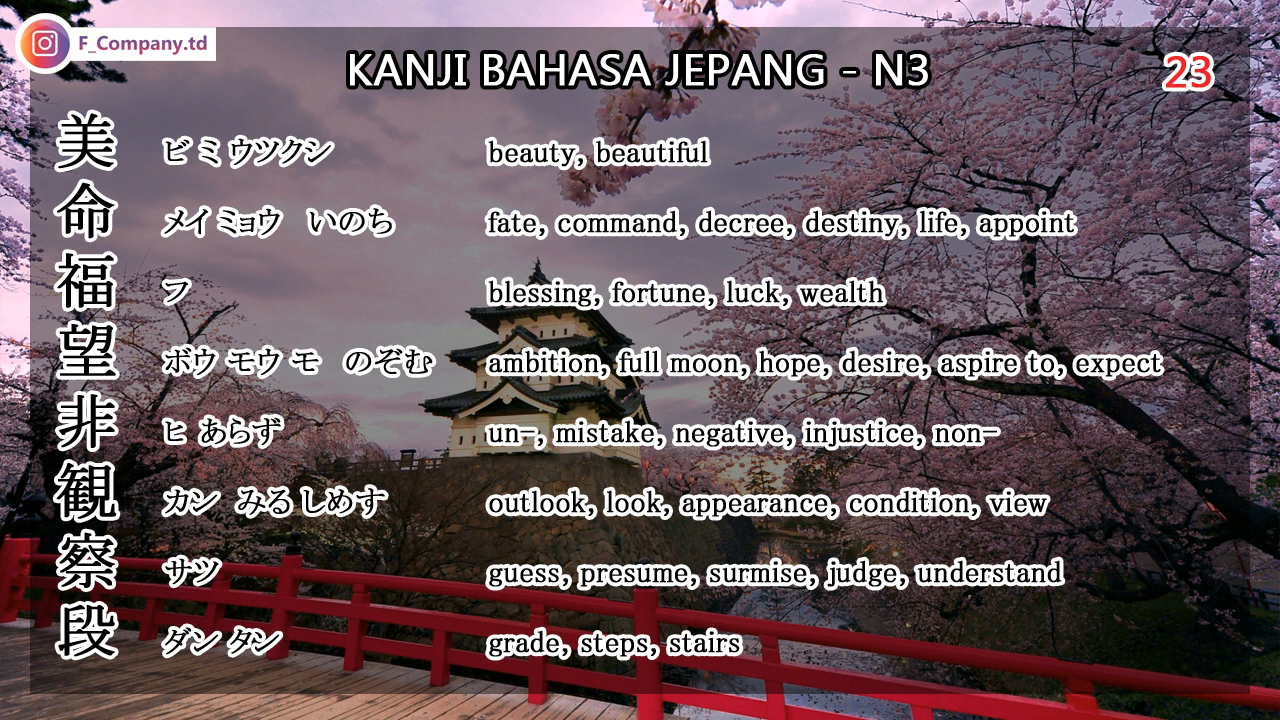 F_Company.td
KANJI BAHASA JEPANG - N3
23
美 ビ ミ ウツクシ beauty, beautiful
命 メイ ミョウ いのち fate, command, decree, destiny, life, appoint
福 フ blessing, fortune, luck, wealth
望 ボウ モウ モ のぞむ ambition, full moon, hope, desire, aspire to, expect
非 ヒ あらず un-, mistake, negative, injustice, non-
観 カン みる しめす outlook, look, appearance, condition, view
察 サツ guess, presume, surmise, judge, understand
段 ダン タン grade, steps, stairs